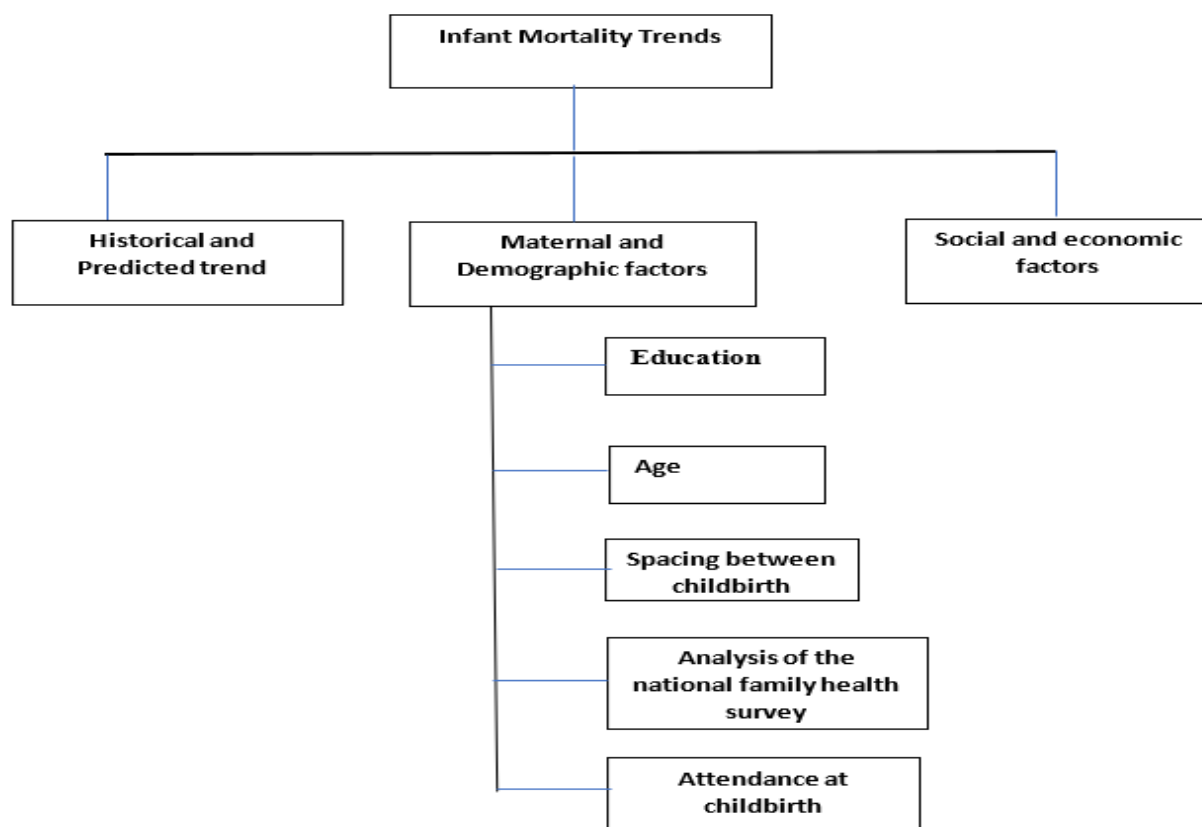 Infant Mortality Trends
Historical and
Predicted trend
Maternal and
Demographic factors
Social and economic
factors
Education
Age
Spacing between
childbirth
Analysis of the
national family health
survey
Attendance at
childbirth